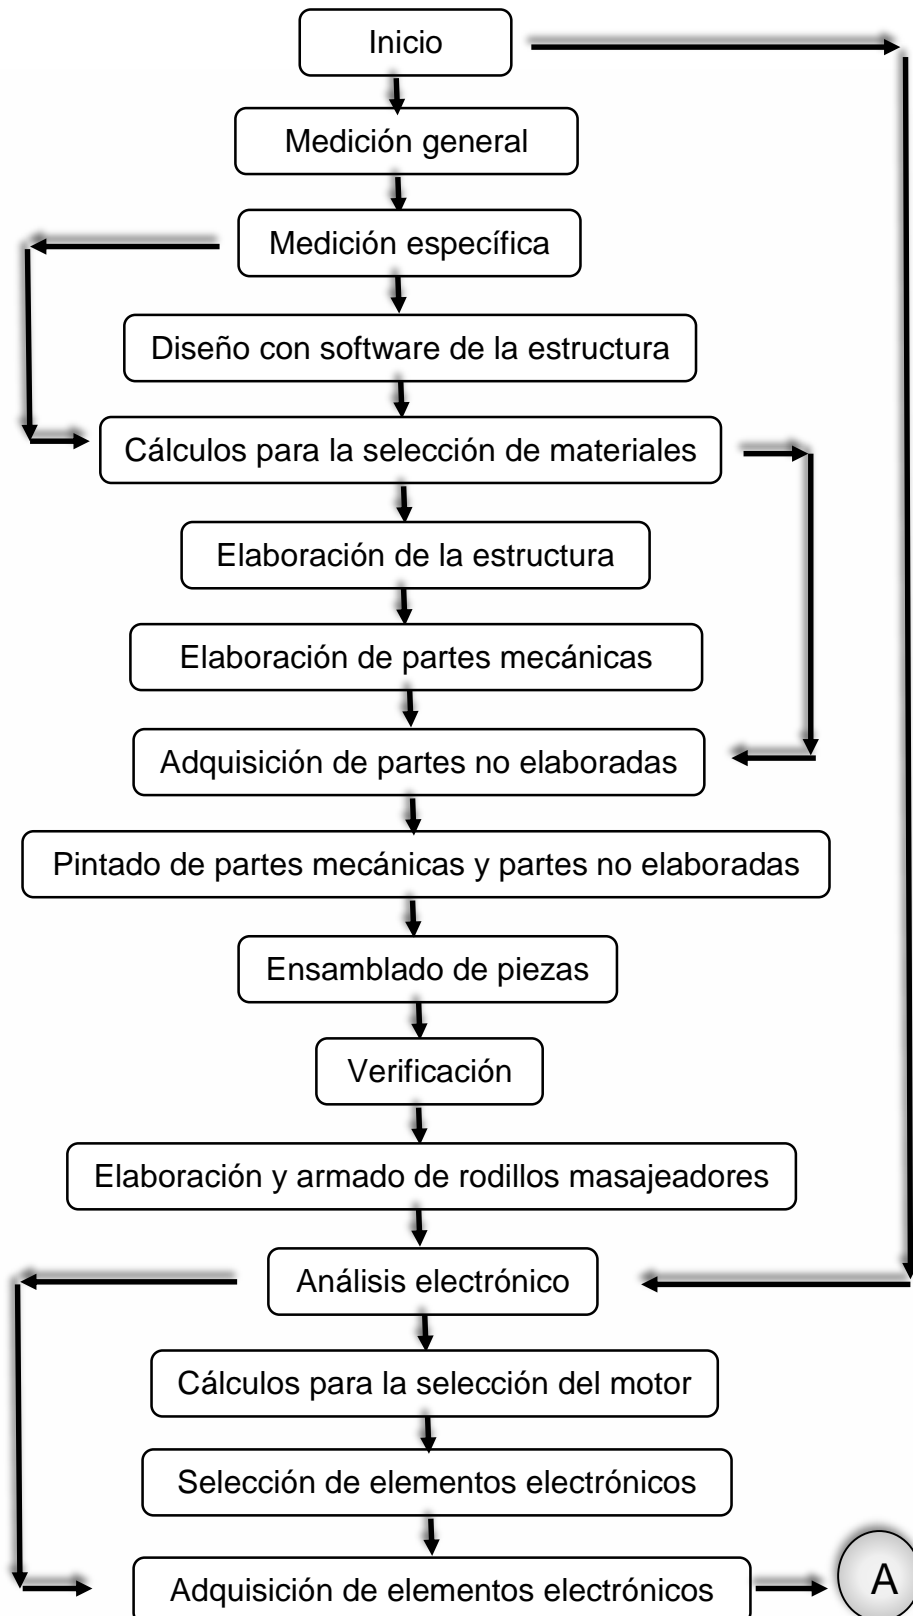 Inicio
Medición general
Medición específica
Diseño con software de la estructura
Cálculos para la selección de materiales
Elaboración de la estructura
Elaboración de partes mecánicas
Adquisición de partes no elaboradas
Pintado de partes mecánicas y partes no elaboradas
Ensamblado de piezas
Verificación
Elaboración y armado de rodillos masajeadores
Análisis electrónico
Cálculos para la selección del motor
Selección de elementos electrónicos
Adquisición de elementos electrónicos
A